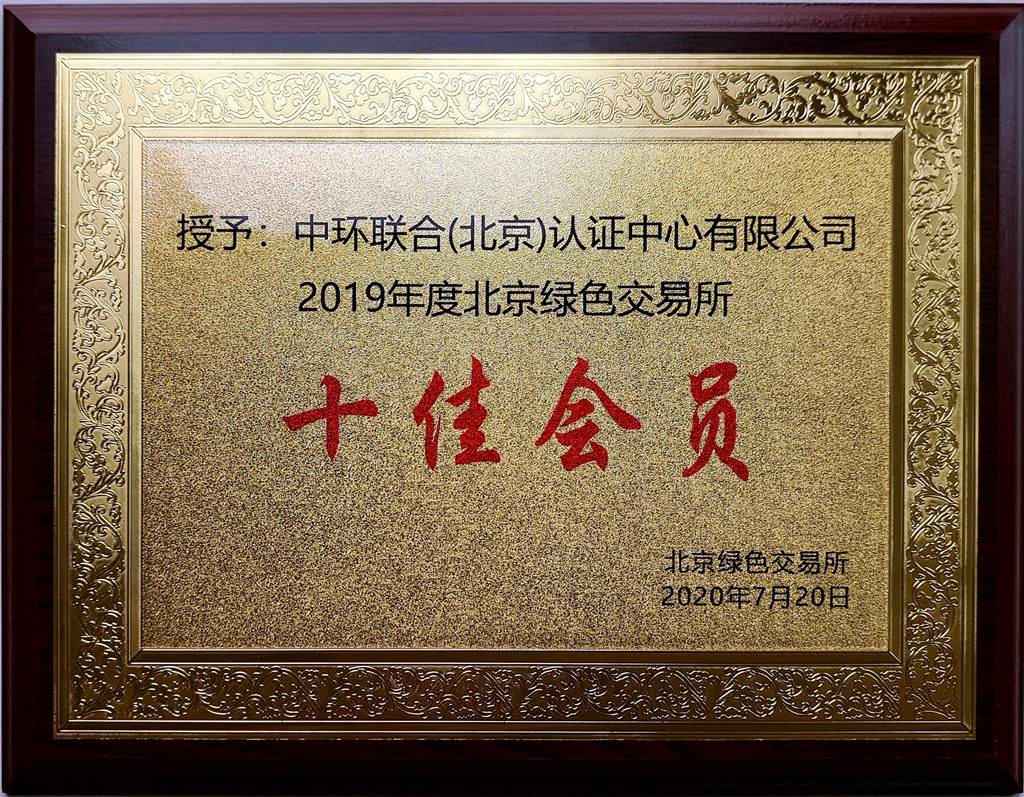 授予：中环联合(北京)认证中心有限公司
2019年度北京绿色交易所
十佳会员
北京绿色交易所
2020年7月20日